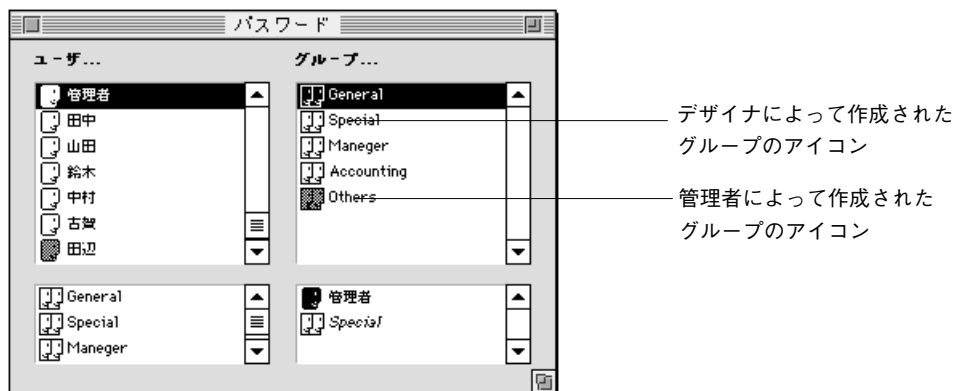 パスワード
ユーザ...
グループ...
管理者
田中
山田
鈴木
中村
古賀
田辺
General
Special
Maneger
Accounting
Others
General
Special
Maneger
管理者
Special
デザイナによって作成された
グループのアイコン
管理者によって作成された
グループのアイコン